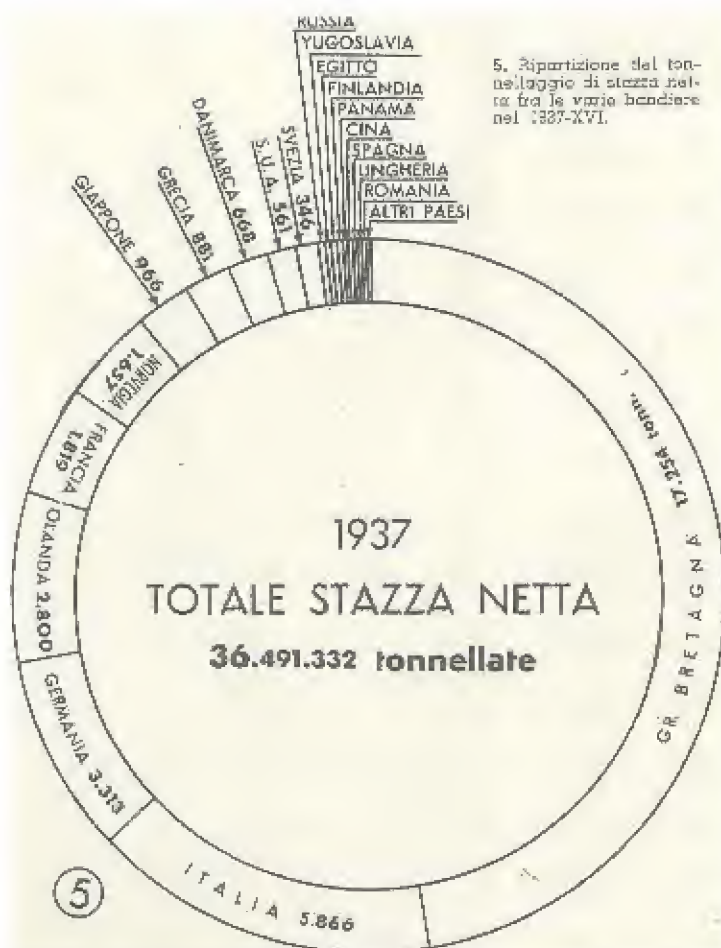 RUSSIA
YUGOSLAVIA
EGITTO
FINLANDIA
PANAMA
CINA
SPAGNA
UNGHERIA
ROMANIA
ALTRI PAESI
5. Ripartizione del ton-
nellaggio di stazza net-
ta fra le varie bandiere
nel 1937-XVI.
SVEZIA 346
S.U.A. 561
DANIMARCA 668
GRECIA 881
GIAPPONE 966
NORVEGIA
1.657
FRANCIA
1.819
OLANDA 2.800
GERMANIA 3.313
ITALIA 5.866
GR. BRETAGNA 17.254 tonn.
1937
TOTALE STAZZA NETTA
36.491.332 tonnellate
5